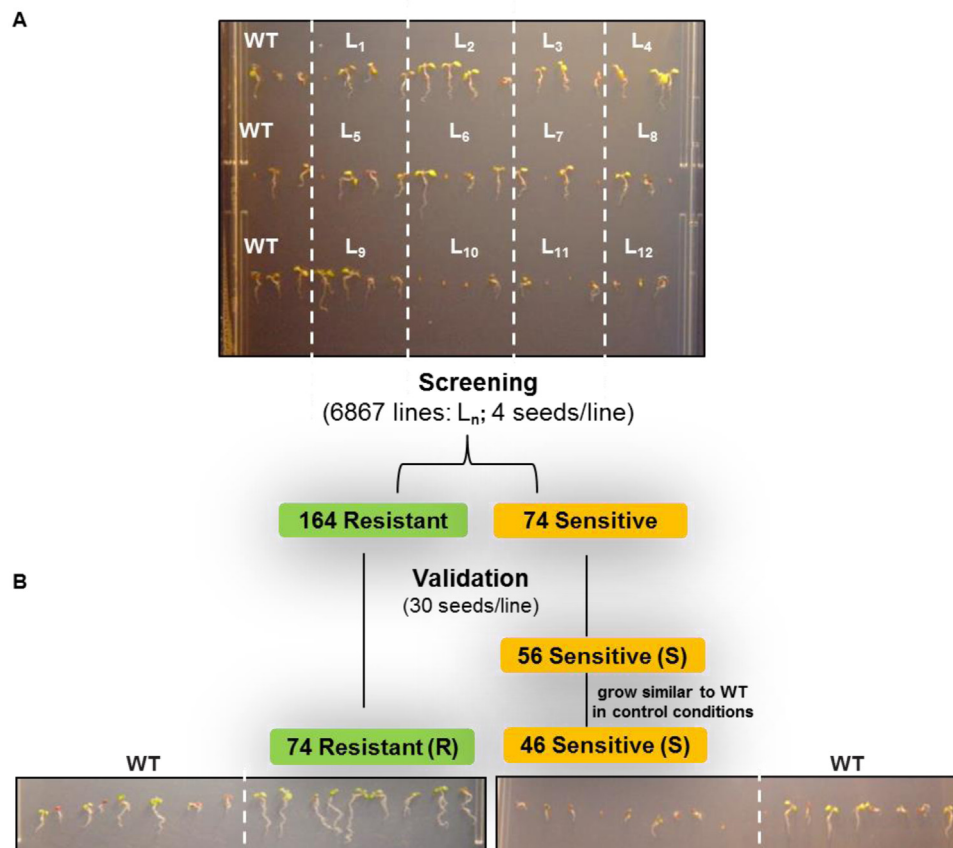 A
WT L₁ L₂ L₃ L₄
WT L₅ L₆ L₇ L₈
WT L₉ L₁₀ L₁₁ L₁₂
Screening
(6867 lines: Lₙ; 4 seeds/line)
164 Resistant 74 Sensitive
B
Validation
(30 seeds/line)
56 Sensitive (S)
grow similar to WT
in control conditions
74 Resistant (R) 46 Sensitive (S)
WT WT